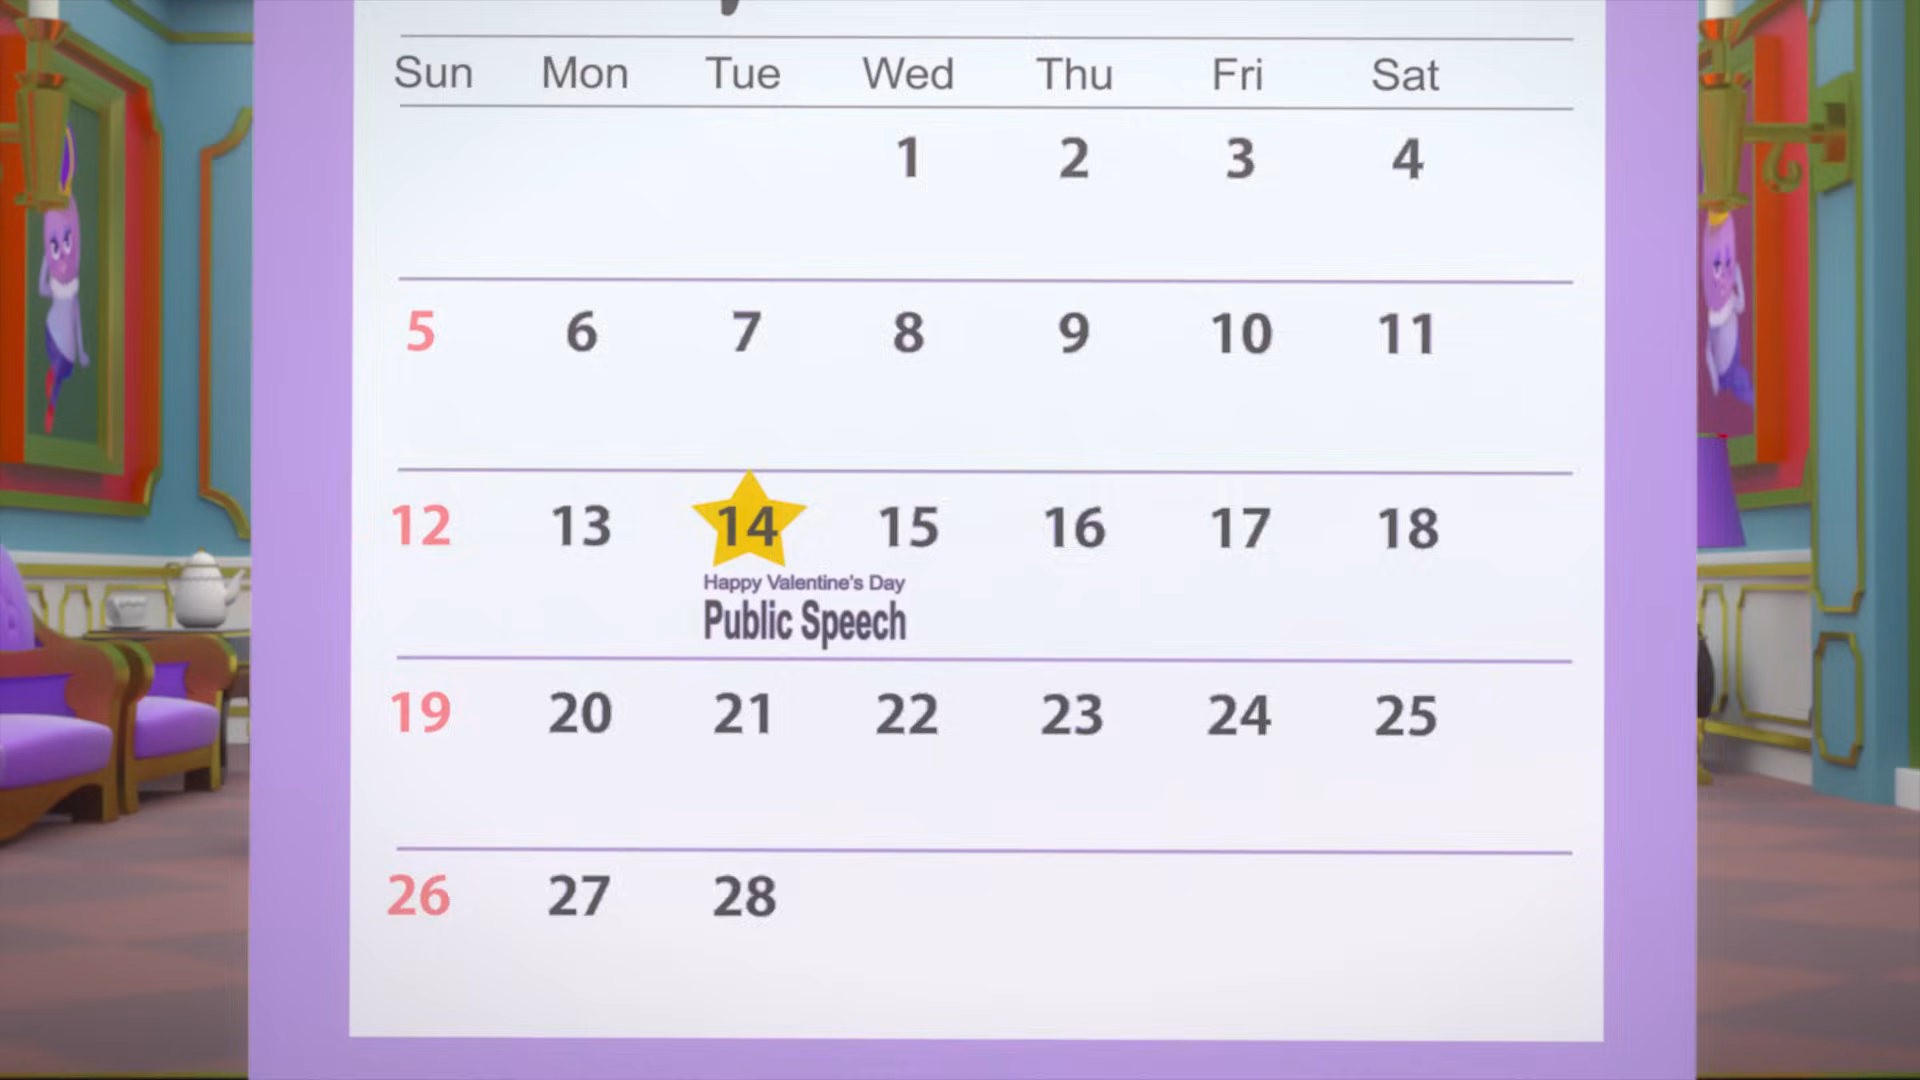 Sun Mon Tue Wed Thu Fri Sat
1 2 3 4
5 6 7 8 9 10 11
12 13 14 15 16 17 18
Happy Valentine's Day
Public Speech
19 20 21 22 23 24 25
26 27 28